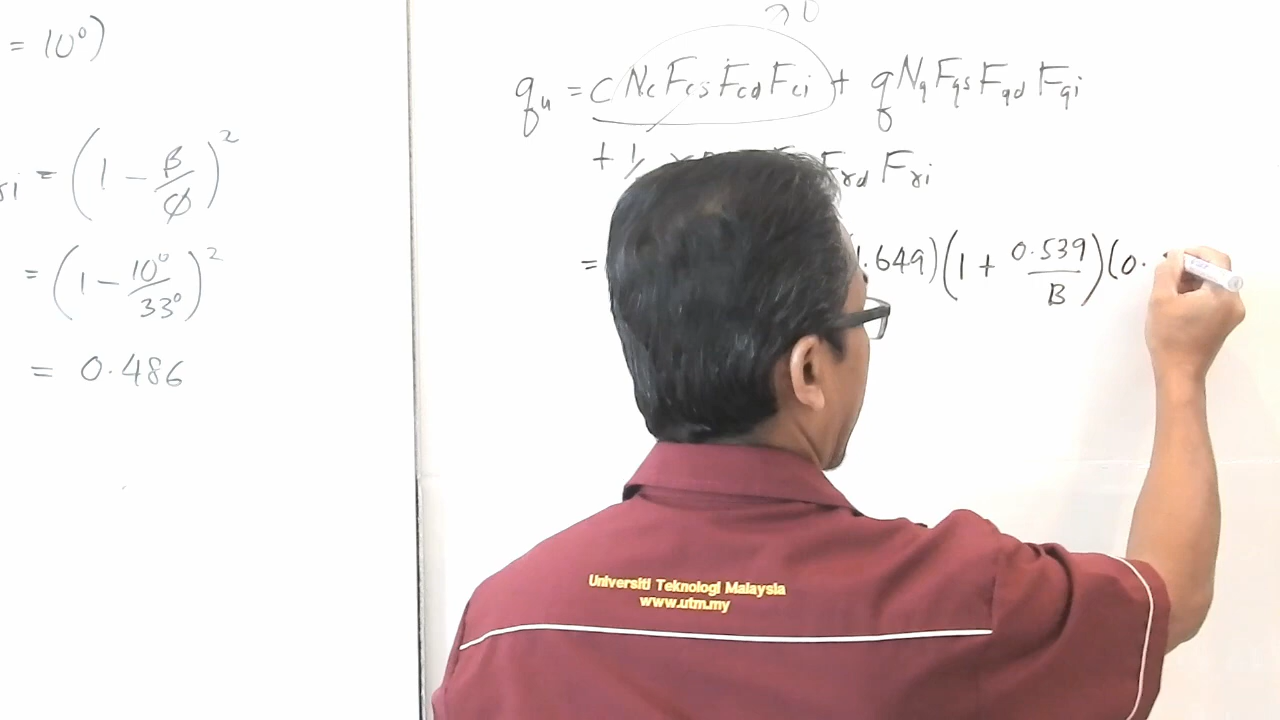 = 10°)
γi = (1 - β/φ)²
= (1 - 10°/33°)²
= 0.486
→ 0
qu = c Nc Fcs Fcd Fci + q Nq Fqs Fqd Fqi
+ 1/ Fγd Fγi
= 1.649)(1 + 0.539/B)(0.
Universiti Teknologi Malaysia
www.utm.my